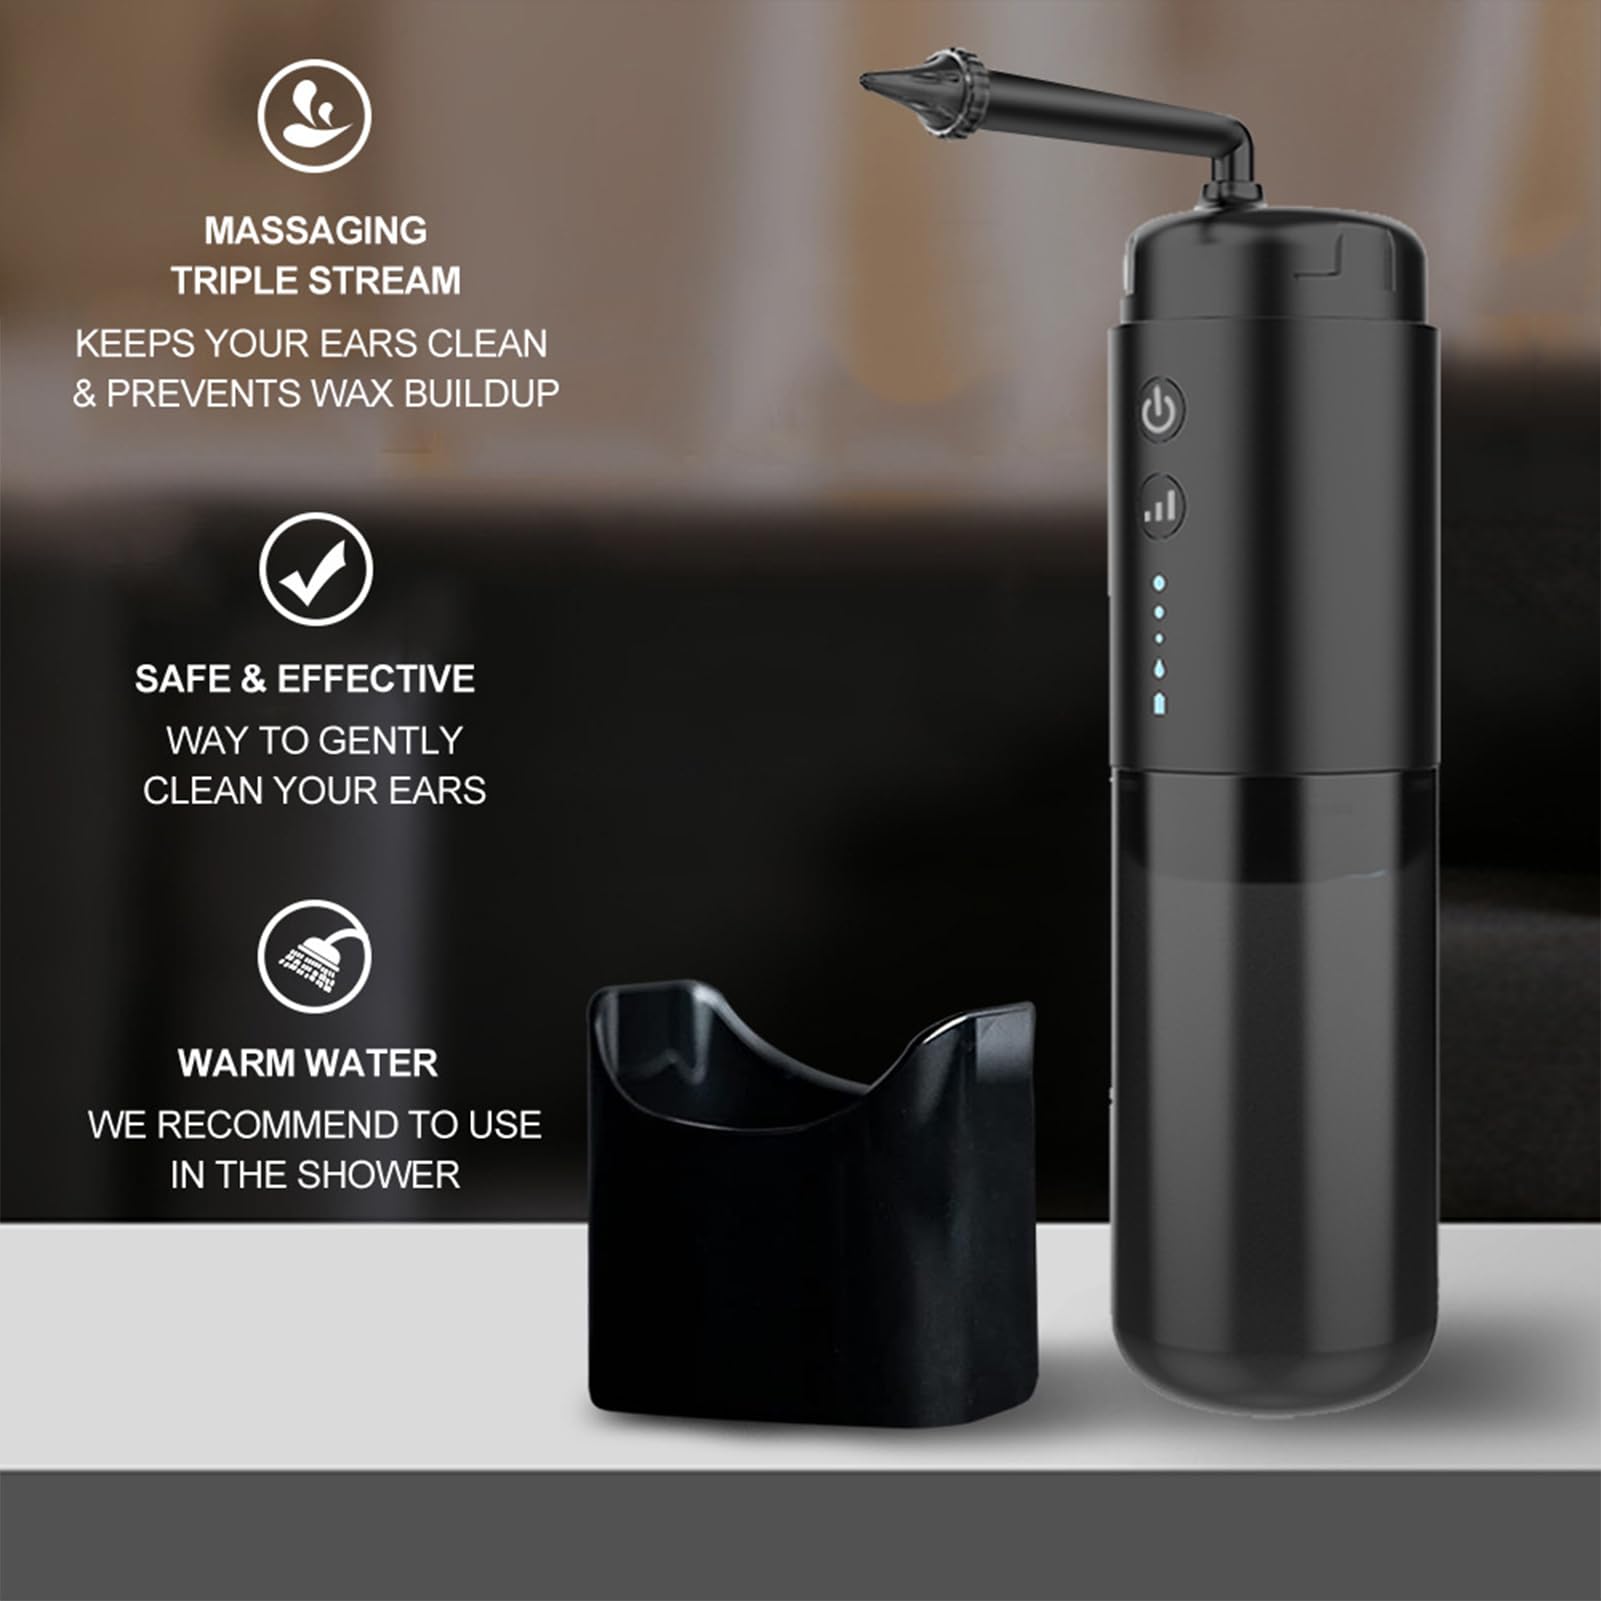 MASSAGING
TRIPLE STREAM
KEEPS YOUR EARS CLEAN
& PREVENTS WAX BUILDUP
SAFE & EFFECTIVE
WAY TO GENTLY
CLEAN YOUR EARS
WARM WATER
WE RECOMMEND TO USE
IN THE SHOWER